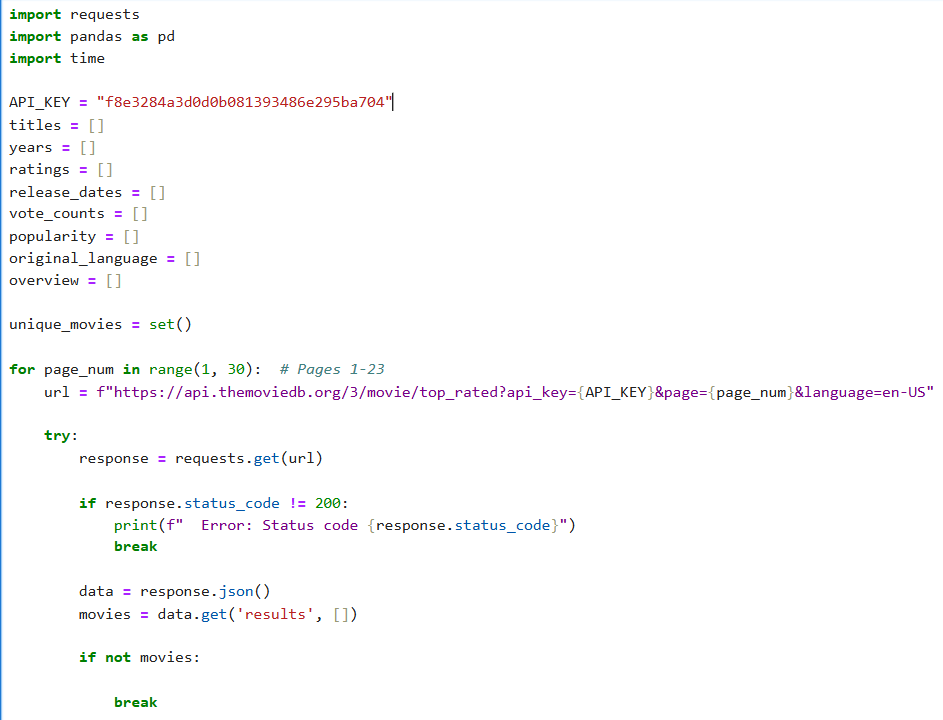 import requests
import pandas as pd
import time
API_KEY = "f8e3284a3d0d0b081393486e295ba704"
titles = []
years = []
ratings = []
release_dates = []
vote_counts = []
popularity = []
original_language = []
overview = []
unique_movies = set()
for page_num in range(1, 30):  # Pages 1-23
    url = f"https://api.themoviedb.org/3/movie/top_rated?api_key={API_KEY}&page={page_num}&language=en-US"
    try:
        response = requests.get(url)
        if response.status_code != 200:
            print(f"  Error: Status code {response.status_code}")
            break
        data = response.json()
        movies = data.get('results', [])
        if not movies:
            break